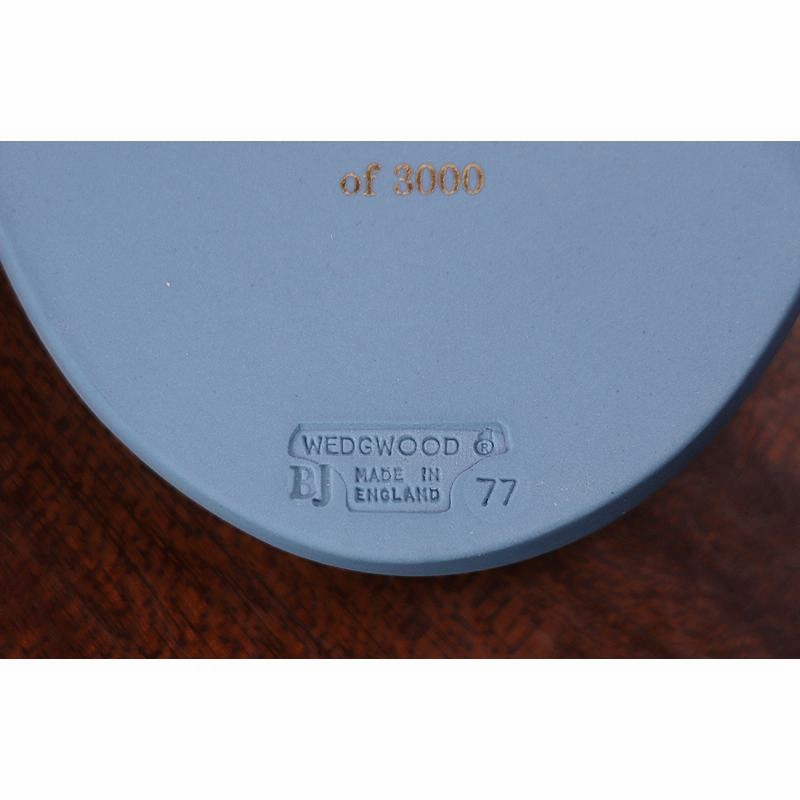 of 3000
WEDGWOOD ®
BJ MADE IN 77
ENGLAND